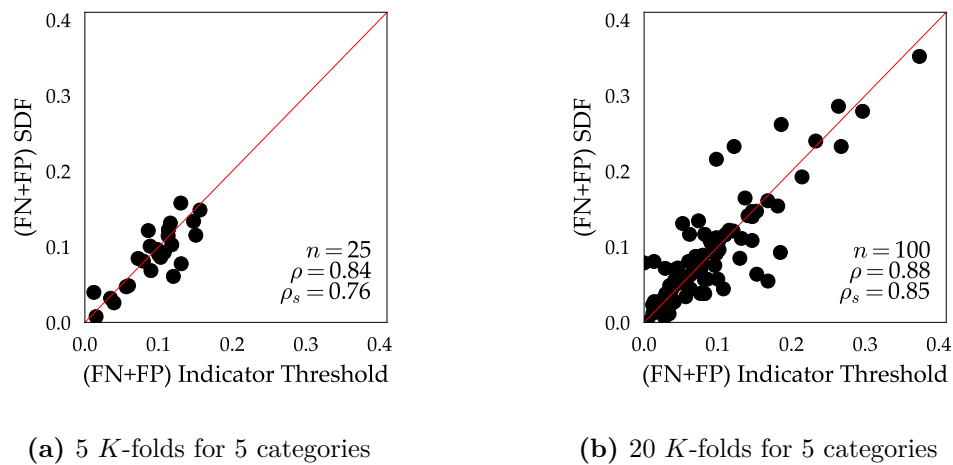 0.4
0.3
0.2
0.1
0.0
(FN+FP) SDF
n = 25
ρ = 0.84
ρₛ = 0.76
0.0 0.1 0.2 0.3 0.4
(FN+FP) Indicator Threshold
(a) 5 K-folds for 5 categories
0.4
0.3
0.2
0.1
0.0
(FN+FP) SDF
n = 100
ρ = 0.88
ρₛ = 0.85
0.0 0.1 0.2 0.3 0.4
(FN+FP) Indicator Threshold
(b) 20 K-folds for 5 categories